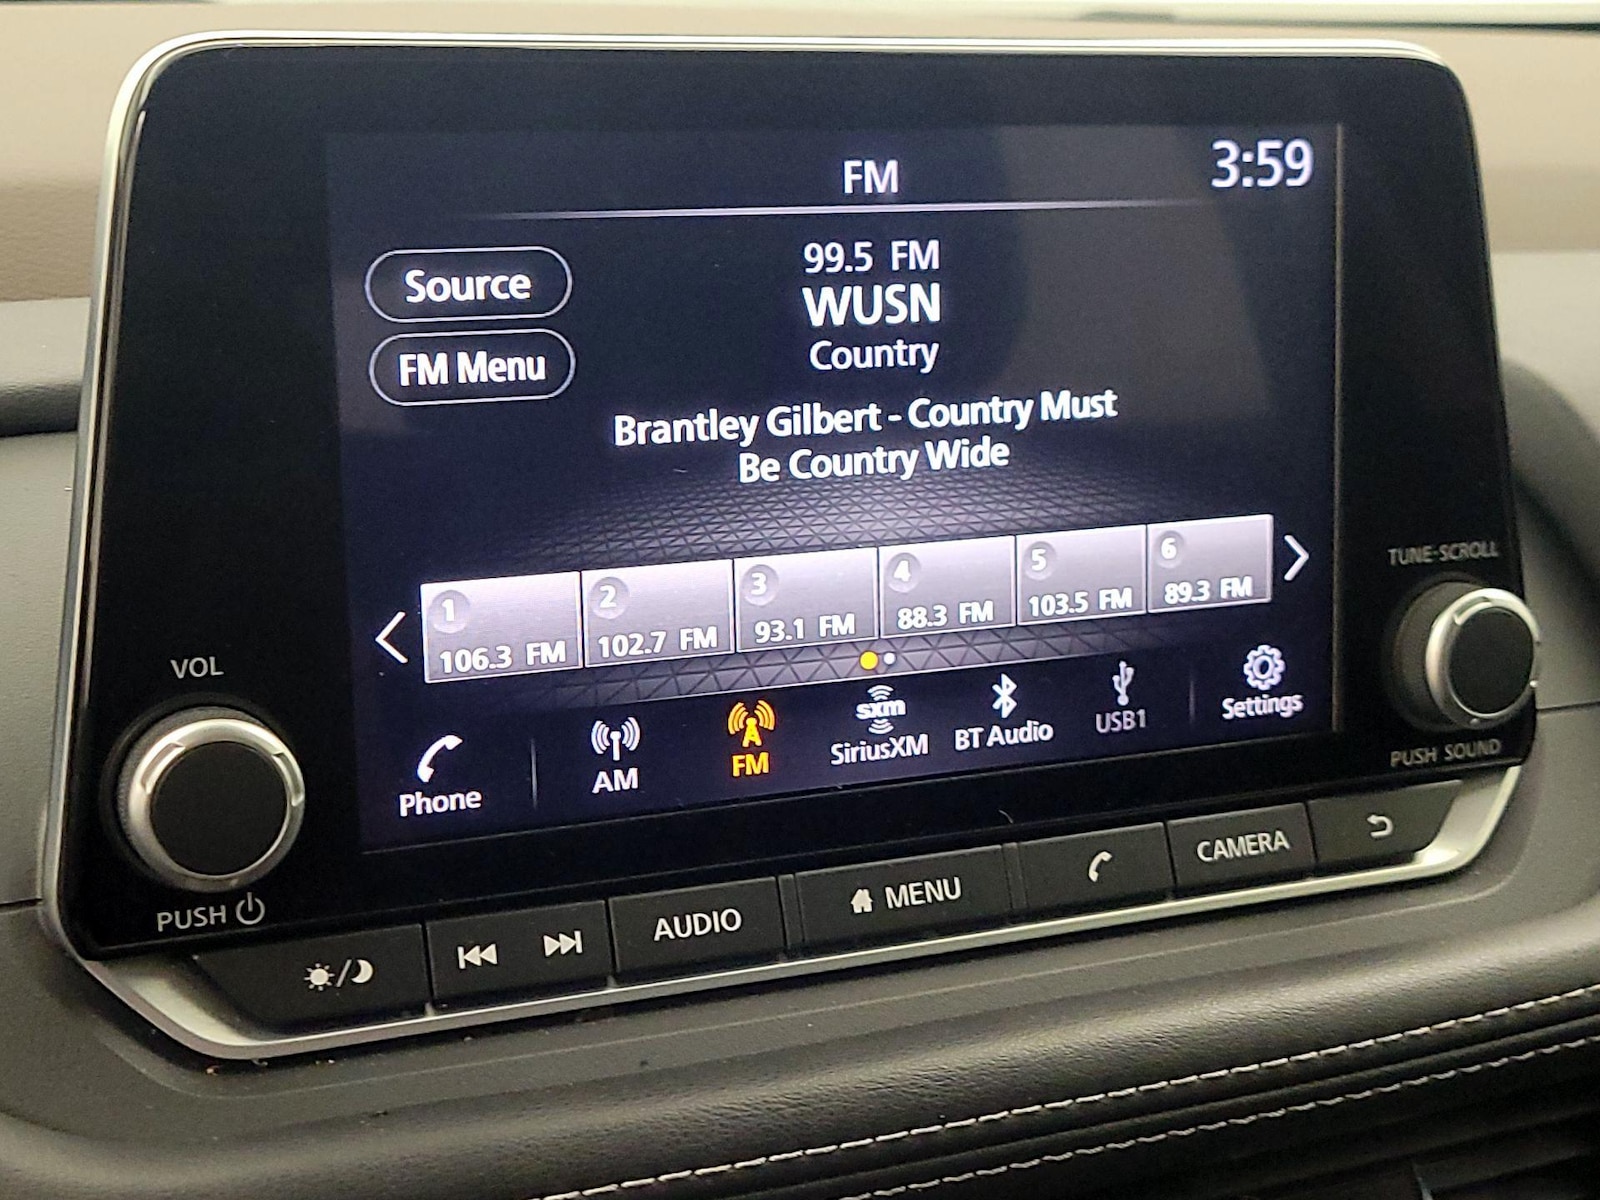 FM
3:59
Source
FM Menu
99.5 FM
WUSN
Country
Brantley Gilbert - Country Must
Be Country Wide
1
106.3 FM
2
102.7 FM
3
93.1 FM
4
88.3 FM
5
103.5 FM
6
89.3 FM
Phone
AM
FM
sxm
SiriusXM
BT Audio
USB1
Settings
VOL
PUSH
TUNE·SCROLL
PUSH SOUND
AUDIO
MENU
CAMERA